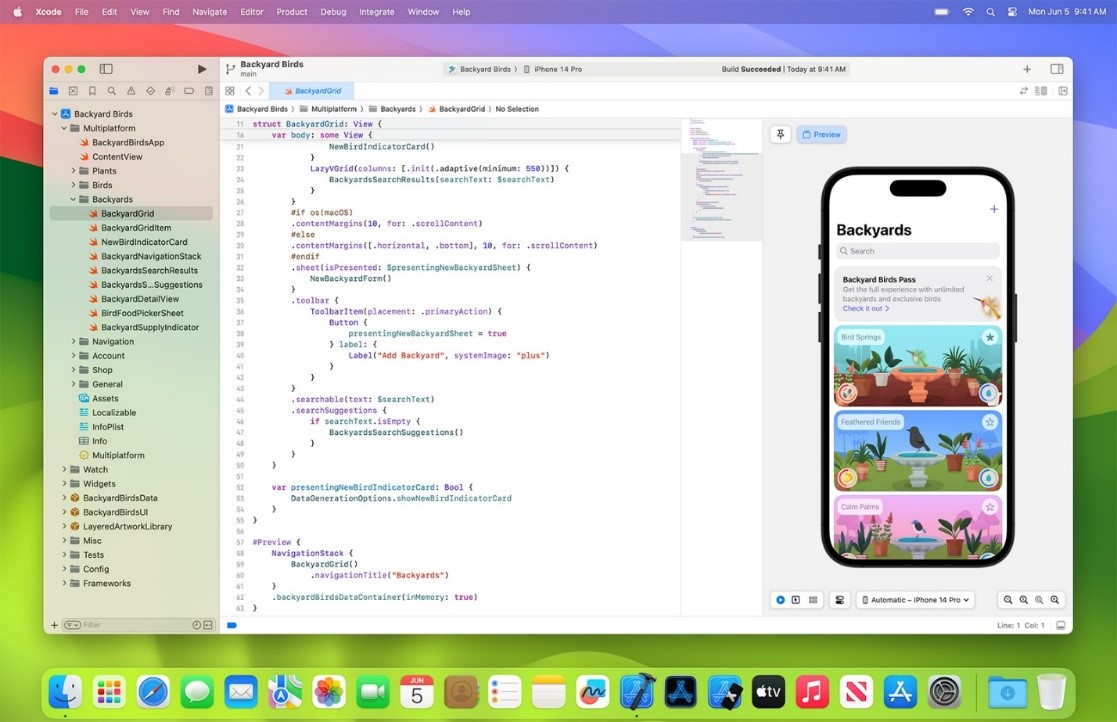 Xcode File Edit View Find Navigate Editor Product Debug Integrate Window Help Mon Jun 5 9:41 AM
Backyard Birds
main
Backyard Birds iPhone 14 Pro
Build Succeeded | Today at 9:41 AM
BackyardGrid
Backyard Birds Multiplatform Backyards BackyardGrid No Selection
Backyard Birds
Multiplatform
BackyardBirdsApp
ContentView
Plants
Birds
Backyards
BackyardGrid
BackyardGridItem
NewBirdIndicatorCard
BackyardNavigationStack
BackyardsSearchResults
BackyardsS...Suggestions
BackyardDetailView
BirdFoodPickerSheet
BackyardSupplyIndicator
Navigation
Account
Shop
General
Assets
Localizable
InfoPlist
Info
Multiplatform
Watch
Widgets
BackyardBirdsData
BackyardBirdsUI
LayeredArtworkLibrary
Misc
Tests
Config
Frameworks
Filter
11 struct BackyardGrid: View {
16 var body: some View {
21 NewBirdIndicatorCard()
22 }
23 LazyVGrid(columns: [.init(.adaptive(minimum: 550))]) {
24 BackyardsSearchResults(searchText: $searchText)
25 }
26 }
27 #if os(macOS)
28 .contentMargins(10, for: .scrollContent)
29 #else
30 .contentMargins([.horizontal, .bottom], 10, for: .scrollContent)
31 #endif
32 .sheet(isPresented: $presentingNewBackyardSheet) {
33 NewBackyardForm()
34 }
35 .toolbar {
36 ToolbarItem(placement: .primaryAction) {
37 Button {
38 presentingNewBackyardSheet = true
39 } label: {
40 Label("Add Backyard", systemImage: "plus")
41 }
42 }
43 }
44 .searchable(text: $searchText)
45 .searchSuggestions {
46 if searchText.isEmpty {
47 BackyardsSearchSuggestions()
48 }
49 }
50 }
51
52 var presentingNewBirdIndicatorCard: Bool {
53 DataGenerationOptions.showNewBirdIndicatorCard
54 }
55 }
56
57 #Preview {
58 NavigationStack {
59 BackyardGrid()
60 .navigationTitle("Backyards")
61 }
62 .backyardBirdsDataContainer(inMemory: true)
63 }
Preview
Backyards
Search
Backyard Birds Pass
Get the full experience with unlimited
backyards and exclusive birds
Check it out >
Bird Springs
Feathered Friends
Calm Palms
Automatic – iPhone 14 Pro
Line: 1 Col: 1
JUN
5
tv